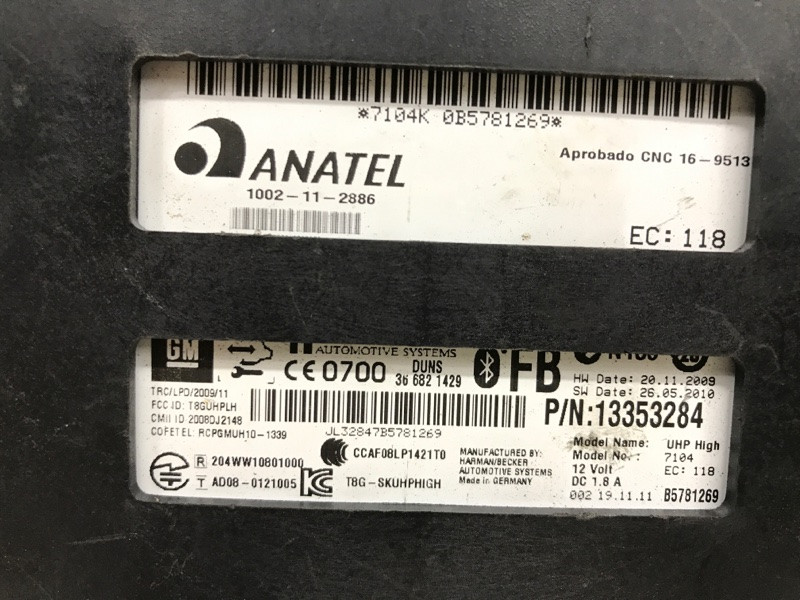 *7104K 0B5781269*
ANATEL
Aprobado CNC 16-9513
1002-11-2886
EC: 118
GM
AUTOMOTIVE SYSTEMS
CE 0700
DUNS
36 682 1429
FB
HW Date: 20.11.2009
SW Date: 26.05.2010
TRC/LPD/2009/11
FCC ID: T8GUHPLH
CMII ID 2008DJ2148
COFETEL: RCPGMUH10-1339
JL32847B5781269
P/N:13353284
R 204WW10801000
T AD08-0121005
CCAF08LP1421T0
T8G-SKUHPHIGH
MANUFACTURED BY:
HARMAN/BECKER
AUTOMOTIVE SYSTEMS
Made in GERMANY
Model Name: UHP High
Model No.: 7104
12 Volt EC: 118
DC 1.8 A
002 19.11.11 B5781269